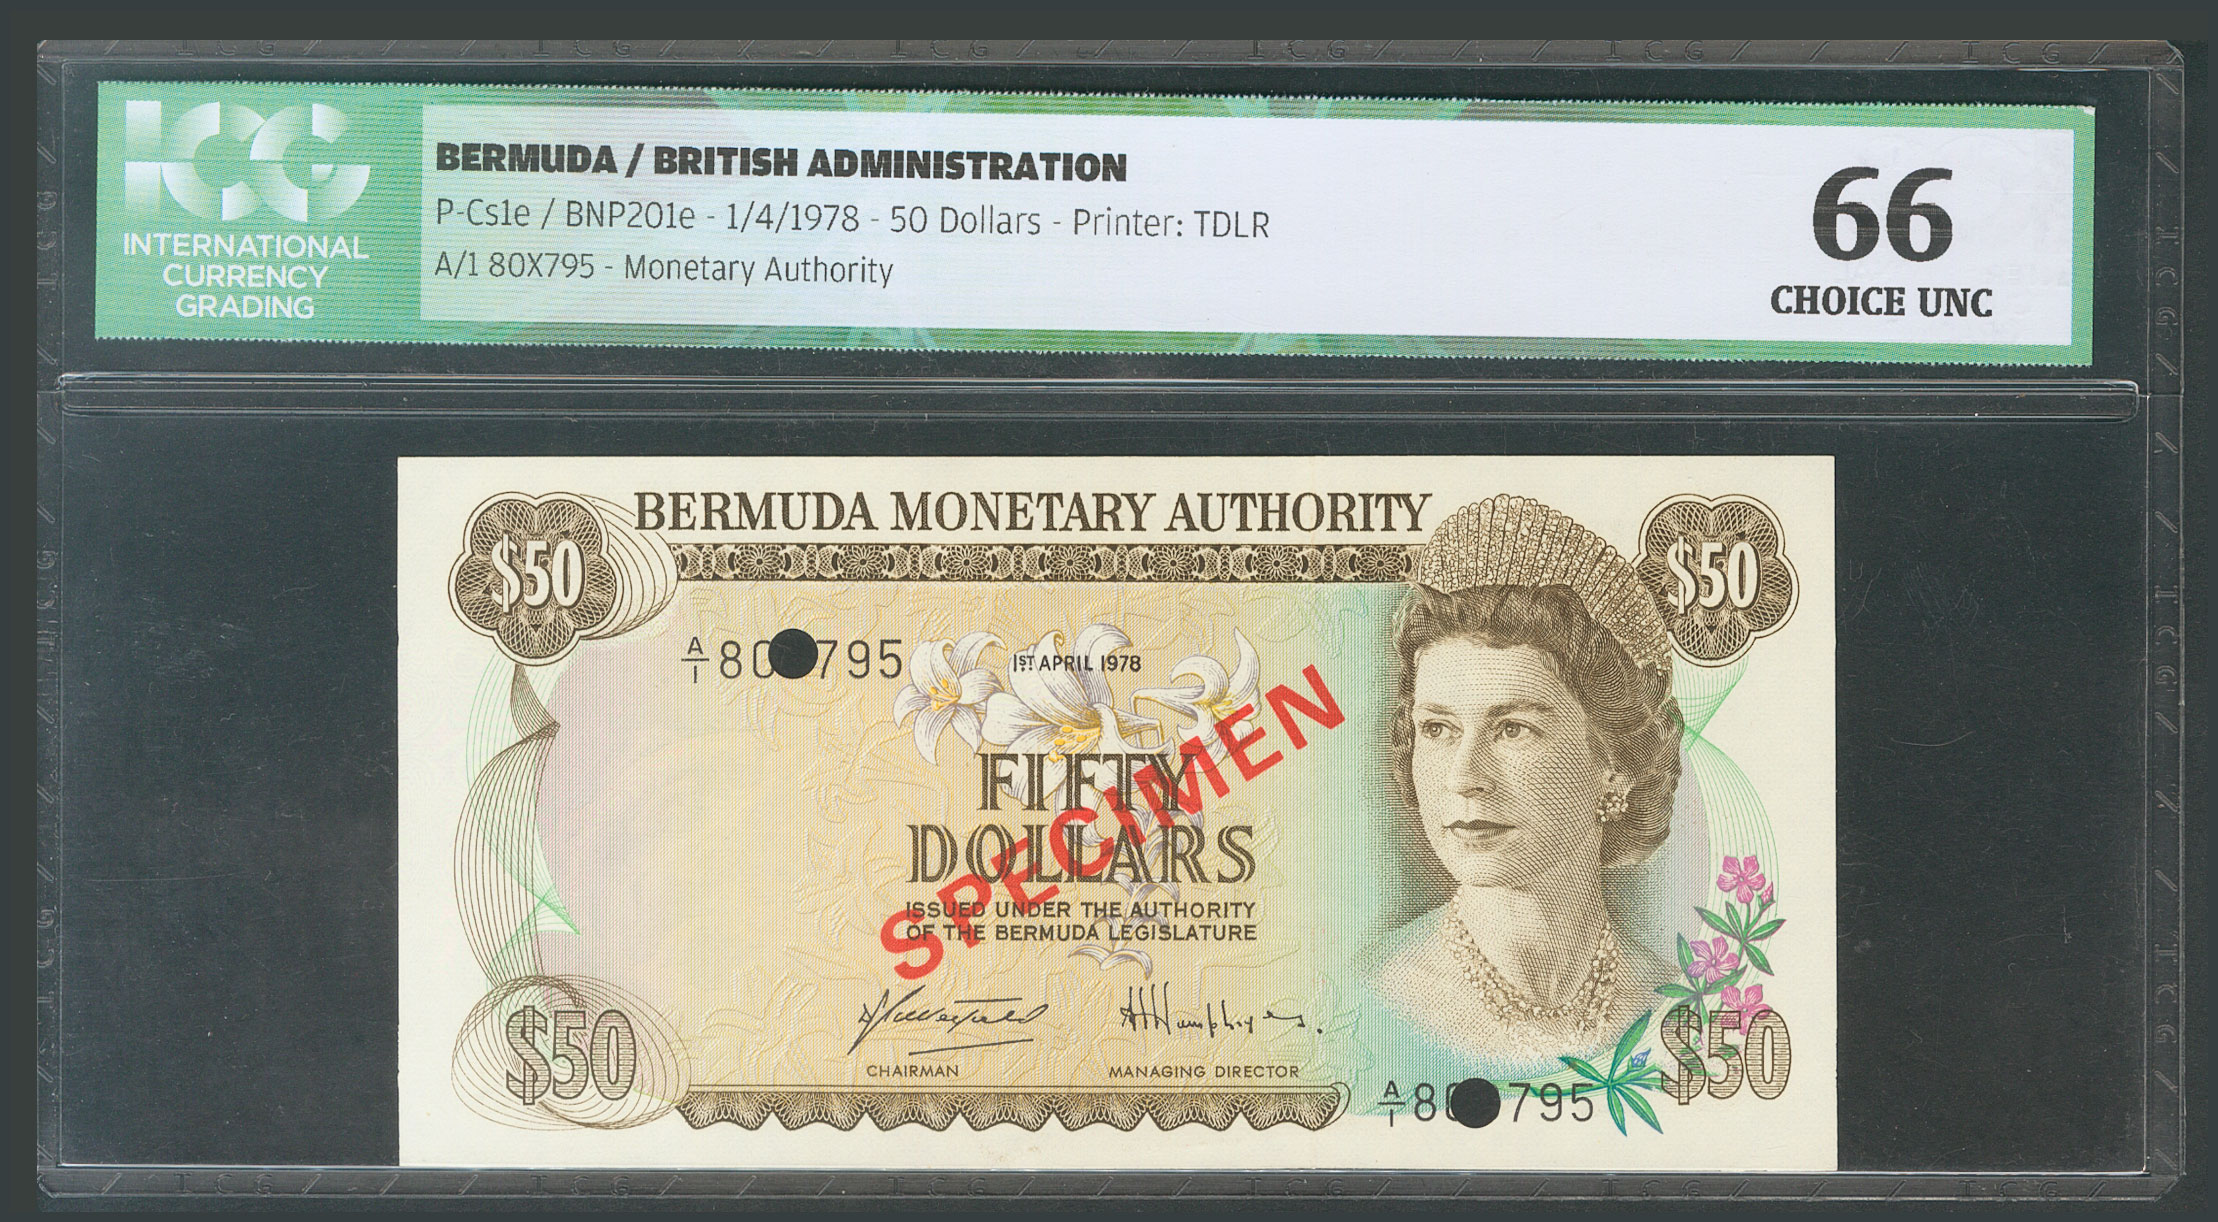 ICG
INTERNATIONAL
CURRENCY
GRADING
BERMUDA / BRITISH ADMINISTRATION
P-Cs1e / BNP201e - 1/4/1978 - 50 Dollars - Printer: TDLR
A/1 80X795 - Monetary Authority
66
CHOICE UNC
BERMUDA MONETARY AUTHORITY
$50
$50
A/1 80 795
1ST APRIL 1978
SPECIMEN
FIFTY
DOLLARS
ISSUED UNDER THE AUTHORITY
OF THE BERMUDA LEGISLATURE
CHAIRMAN
MANAGING DIRECTOR
$50
A/1 80 795
$50